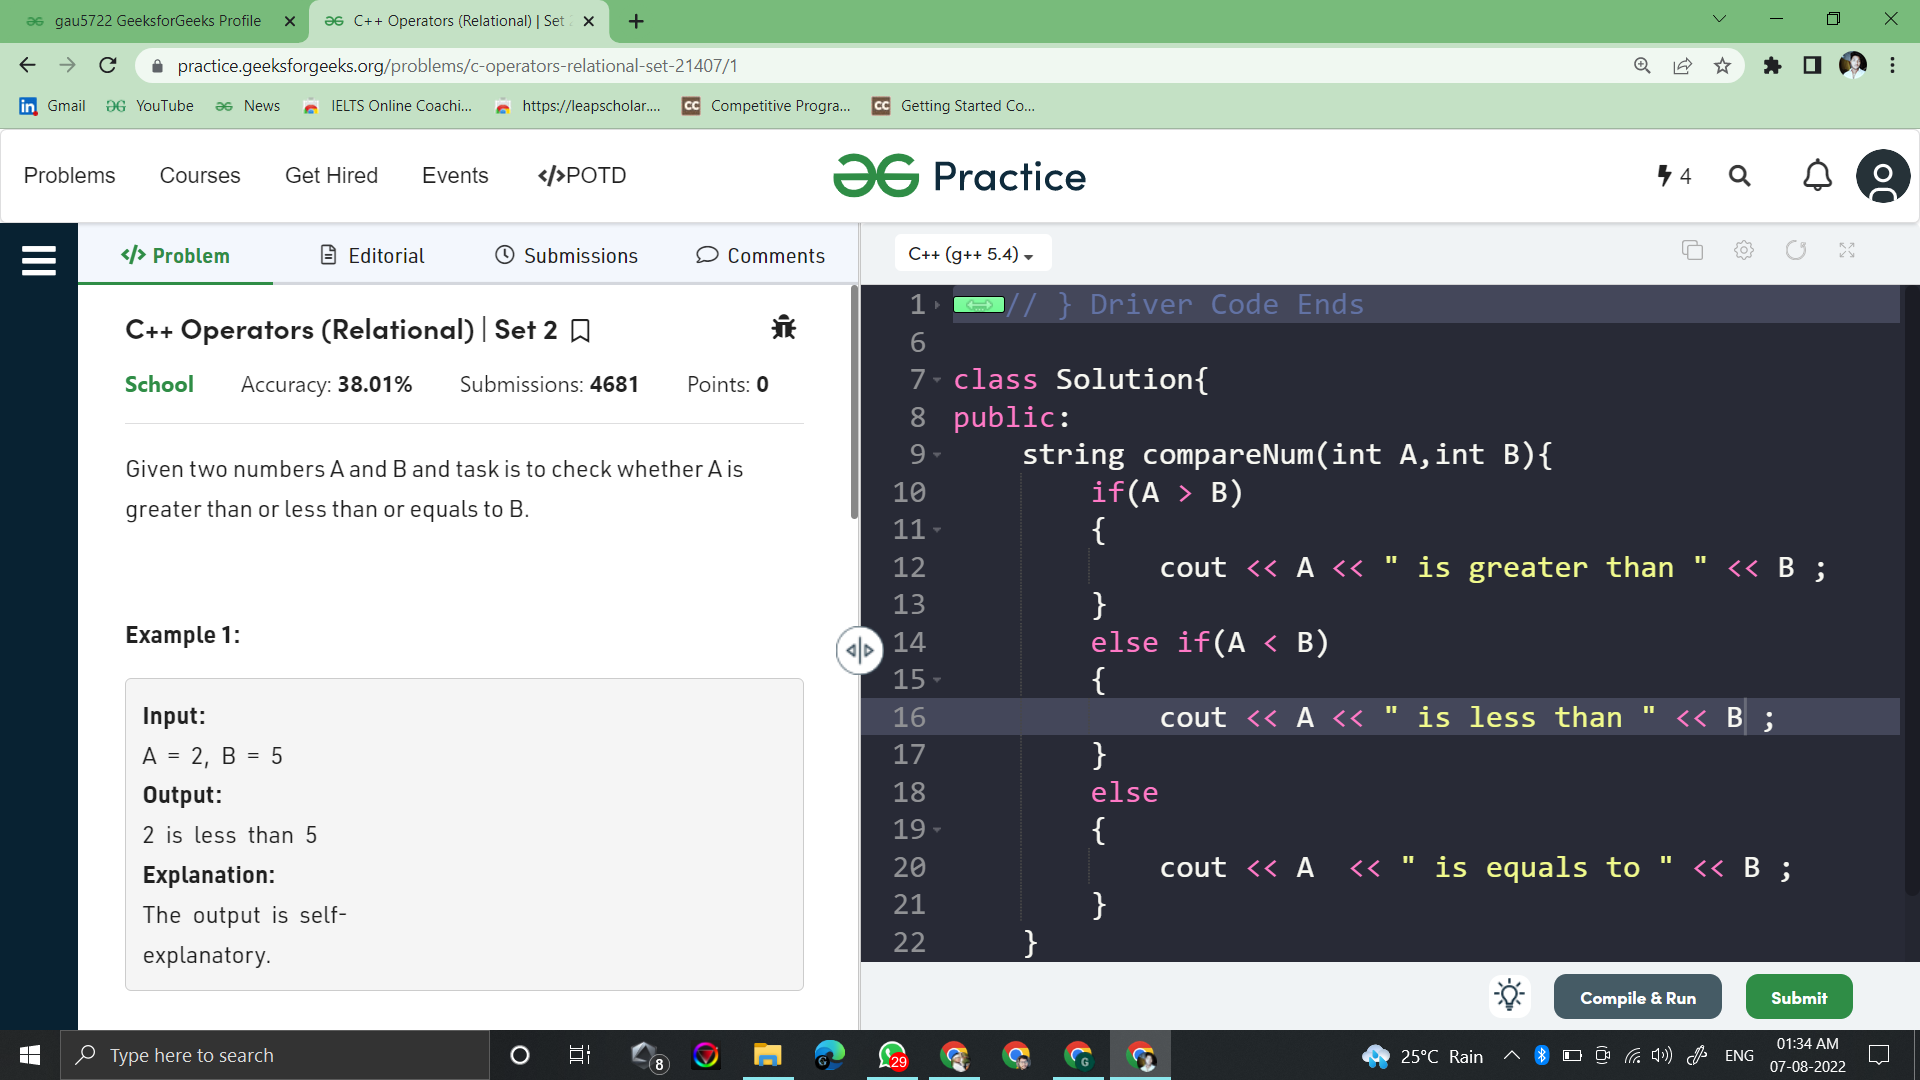 gau5722 GeeksforGeeks Profile
C++ Operators (Relational) | Set 2
practice.geeksforgeeks.org/problems/c-operators-relational-set-21407/1
Gmail YouTube News IELTS Online Coachi... https://leapscholar.... CC Competitive Progra... CC Getting Started Co...
Problems Courses Get Hired Events </>POTD Practice 4
</> Problem Editorial Submissions Comments
C++ Operators (Relational) | Set 2
School Accuracy: 38.01% Submissions: 4681 Points: 0
Given two numbers A and B and task is to check whether A is
greater than or less than or equals to B.
Example 1:
Input:
A = 2, B = 5
Output:
2 is less than 5
Explanation:
The output is self-
explanatory.
C++ (g++ 5.4)
1 // } Driver Code Ends
6
7 class Solution{
8 public:
9 string compareNum(int A,int B){
10 if(A > B)
11 {
12 cout << A << " is greater than " << B ;
13 }
14 else if(A < B)
15 {
16 cout << A << " is less than " << B ;
17 }
18 else
19 {
20 cout << A  << " is equals to " << B ;
21 }
22 }
Compile & Run Submit
Type here to search
8
29
25°C Rain
ENG
01:34 AM
07-08-2022